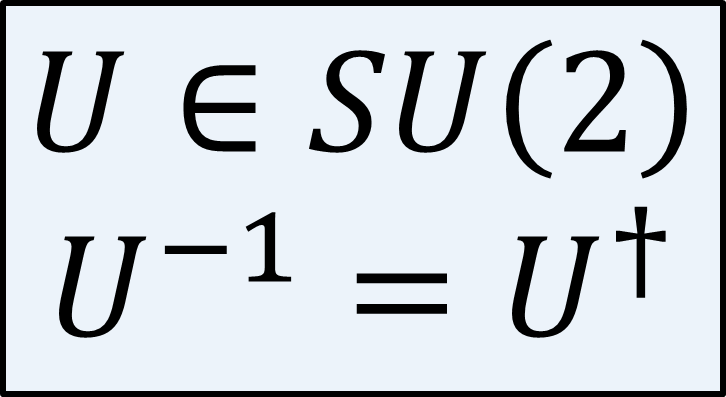 𝑈 ∈ 𝑆𝑈(2)
𝑈⁻¹ = 𝑈†